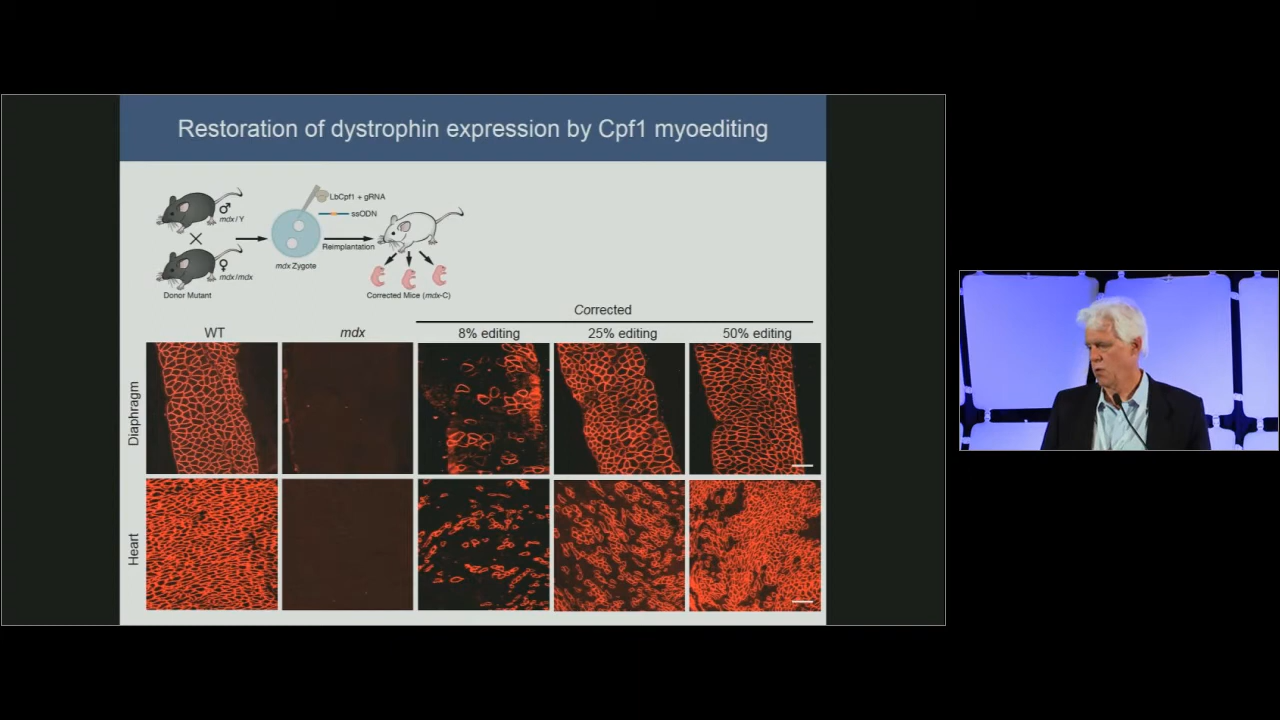 Restoration of dystrophin expression by Cpf1 myoediting
LbCpf1 + gRNA
♂
mdx/Y
ssODN
Reimplantation
♀
mdx/mdx
mdx Zygote
Donor Mutant
Corrected Mice (mdx-C)
Corrected
WT
mdx
8% editing
25% editing
50% editing
Diaphragm
Heart